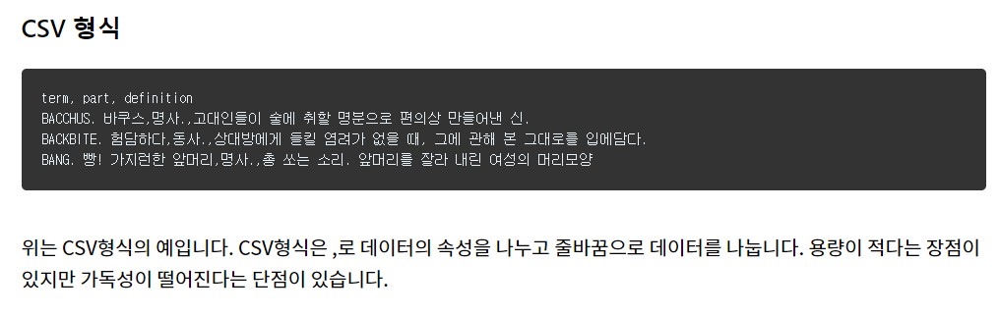 CSV 형식
term, part, definition
BACCHUS. 바쿠스,명사.,고대인들이 술에 취할 명분으로 편의상 만들어낸 신.
BACKBITE. 험담하다,동사.,상대방에게 들킬 염려가 없을 때, 그에 관해 본 그대로를 입에담다.
BANG. 빵! 가지런한 앞머리,명사.,총 쏘는 소리. 앞머리를 잘라 내린 여성의 머리모양
위는 CSV형식의 예입니다. CSV형식은 ,로 데이터의 속성을 나누고 줄바꿈으로 데이터를 나눕니다. 용량이 적다는 장점이
있지만 가독성이 떨어진다는 단점이 있습니다.